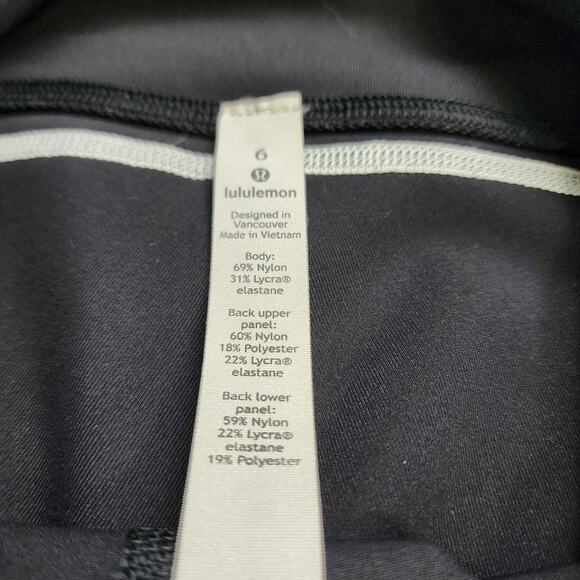 6
lululemon
Designed in
Vancouver
Made in Vietnam
Body:
69% Nylon
31% Lycra®
elastane
Back upper
panel:
60% Nylon
18% Polyester
22% Lycra®
elastane
Back lower
panel:
59% Nylon
22% Lycra®
elastane
19% Polyester